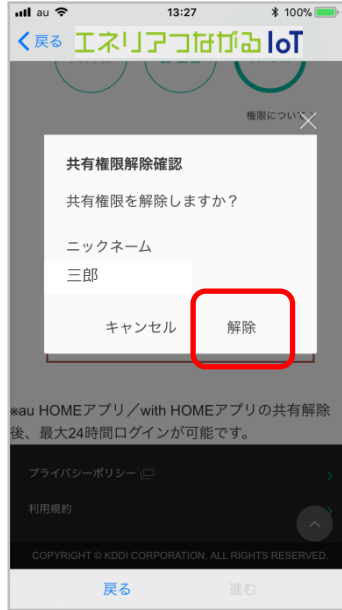 au 13:27 100%
戻る エネリアつながるIoT
権限について
共有権限解除確認
共有権限を解除しますか？
ニックネーム
三郎
キャンセル 解除
※au HOMEアプリ／with HOMEアプリの共有解除
後、最大24時間ログインが可能です。
プライバシーポリシー
利用規約
COPYRIGHT © KDDI CORPORATION, ALL RIGHTS RESERVED.
戻る 進む